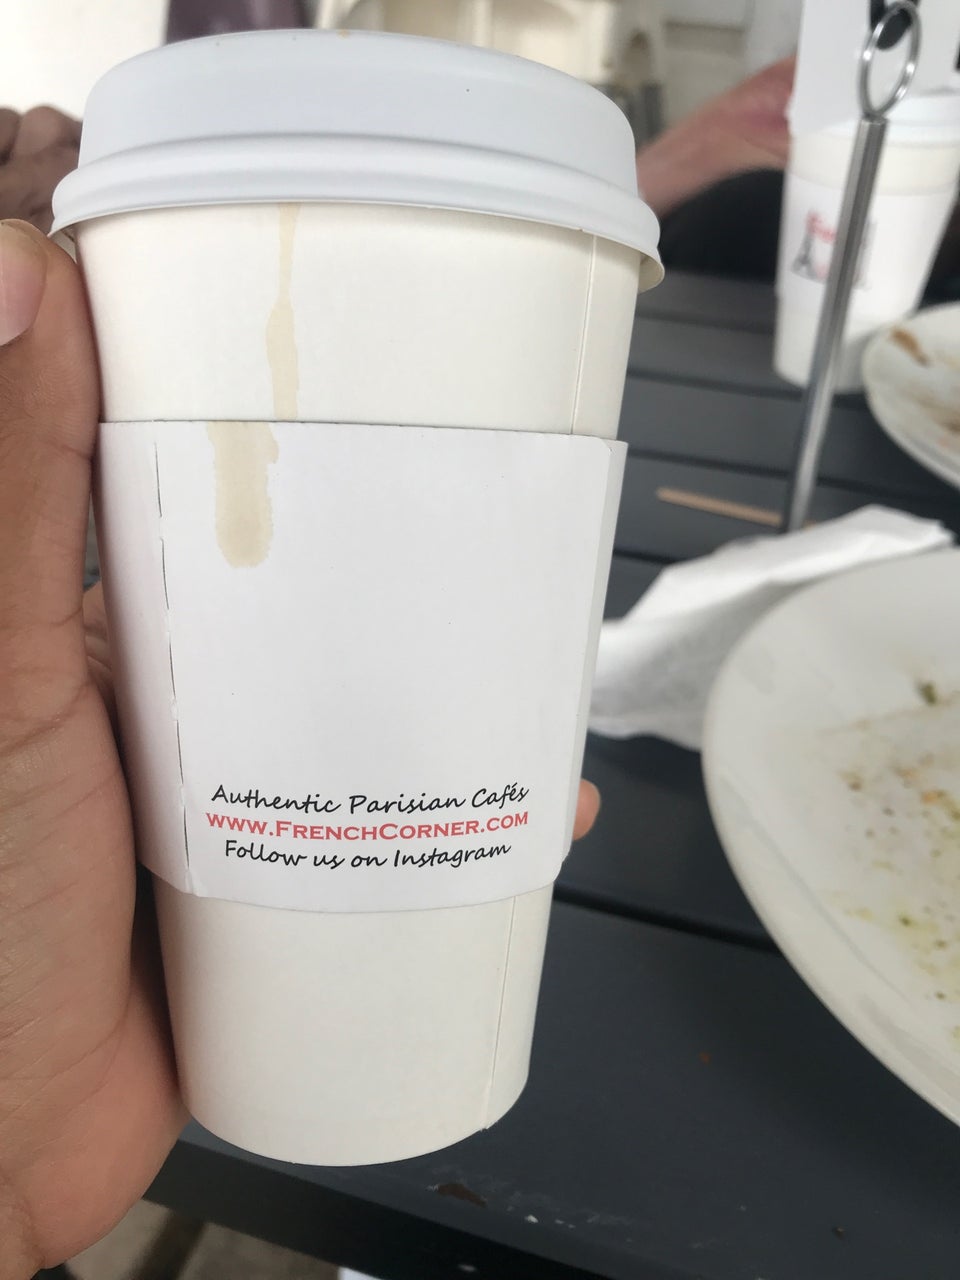 Authentic Parisian Cafés
www.FrenchCorner.com
Follow us on Instagram